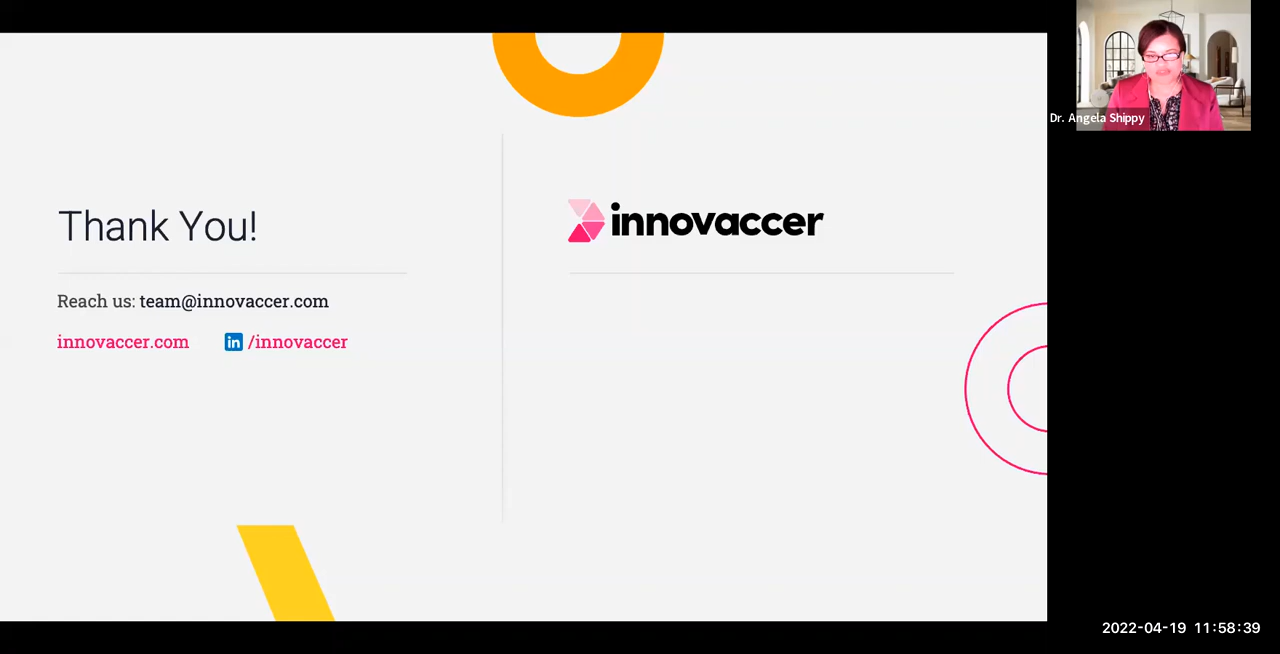 Dr. Angela Shippy
Thank You!
innovaccer
Reach us: team@innovaccer.com
innovaccer.com in /innovaccer
2022-04-19 11:58:39